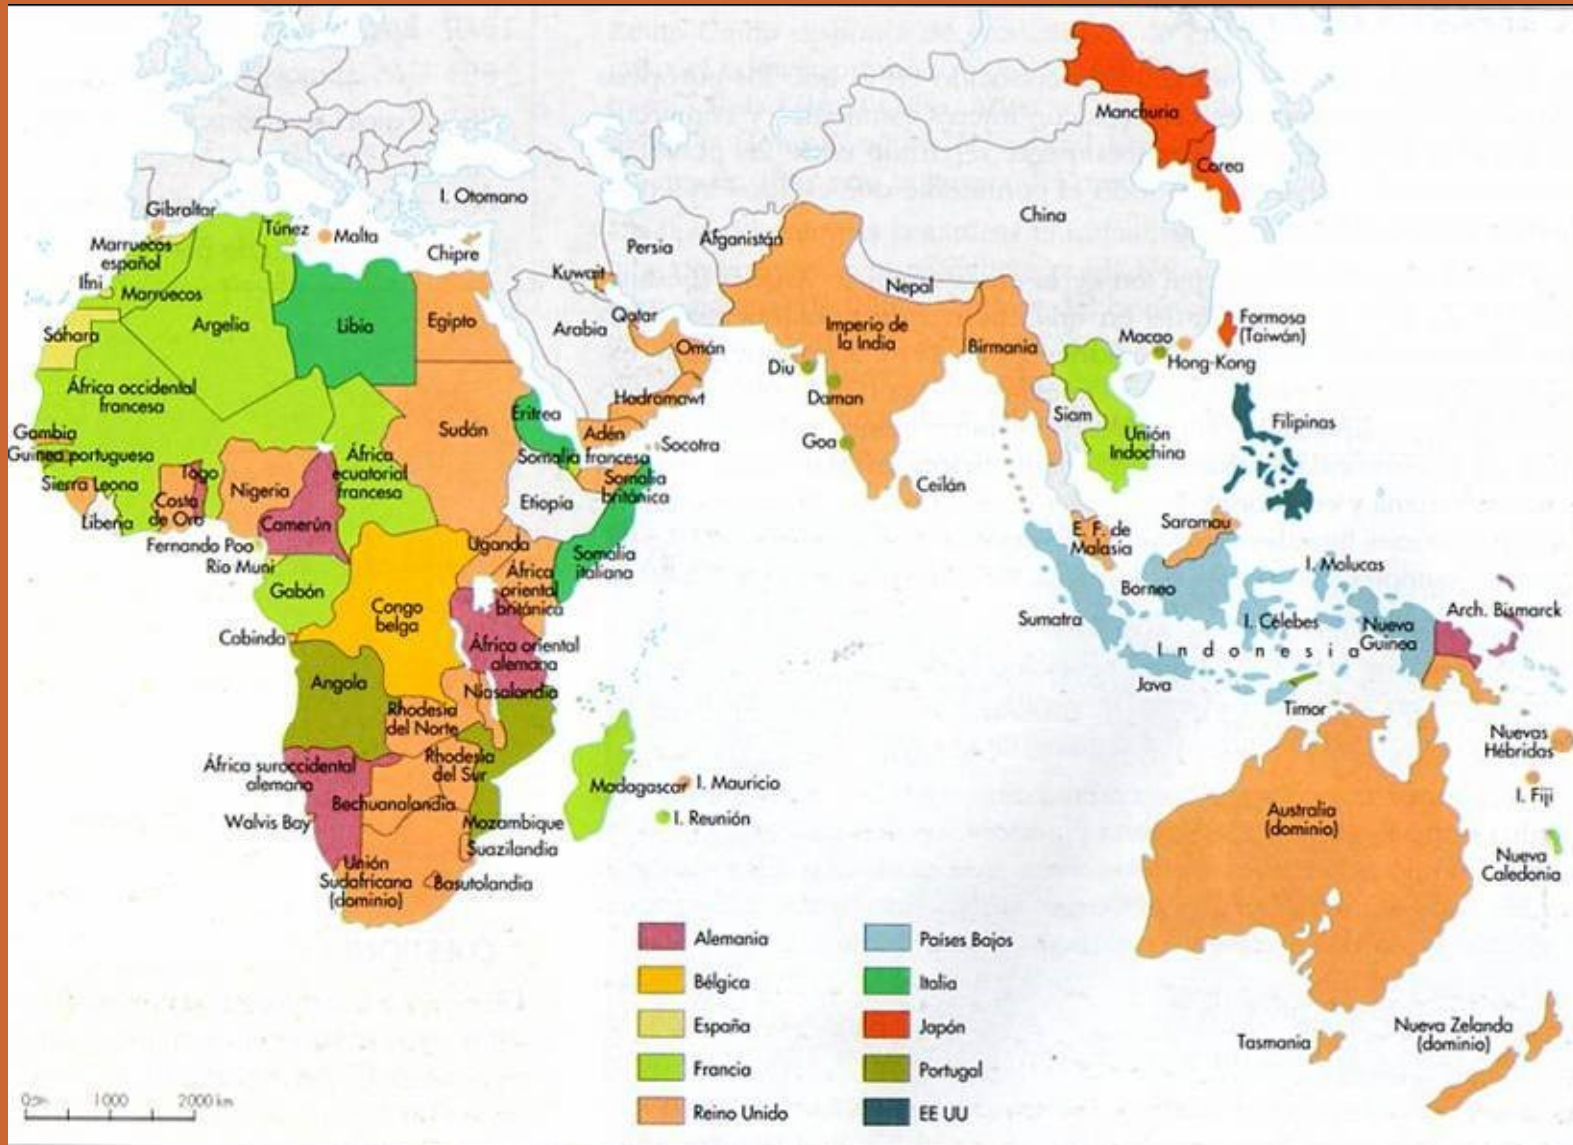 I. Otomano
Gibraltar
Túnez
Malta
Chipre
Marruecos
español
Ifni
Marruecos
Sáhara
Argelia
Libia
Egipto
África occidental
francesa
Gambia
Guinea portuguesa
Sierra Leona
Liberia
Togo
Costa
de Oro
Nigeria
Camerún
Fernando Poo
Río Muni
Gabón
Cabinda
África
ecuatorial
francesa
Sudán
Eritrea
Somalia francesa
Somalia
británica
Etiopía
Somalia
italiana
Uganda
África
oriental
británica
Congo
belga
África oriental
alemana
Angola
Niasalandia
Rhodesia
del Norte
Rhodesia
del Sur
África suroccidental
alemana
Bechuanalandia
Walvis Bay
Mozambique
Suazilandia
Unión
Sudafricana
(dominio)
Basutolandia
Madagascar
I. Mauricio
I. Reunión
Persia
Afganistán
Kuwait
Qatar
Arabia
Omán
Hadramawt
Adén
Socotra
Manchuria
Corea
China
Nepal
Imperio de
la India
Birmania
Diu
Daman
Goa
Ceilán
Macao
Hong-Kong
Formosa
(Taiwán)
Siam
Unión
Indochina
Filipinas
E. F. de
Malasia
Saramau
Borneo
I. Molucas
Sumatra
I. Célebes
Nueva
Guinea
Indonesia
Java
Timor
Arch. Bismarck
Nuevas
Hébridas
I. Fiji
Nueva
Caledonia
Australia
(dominio)
Tasmania
Nueva Zelanda
(dominio)
Alemania
Bélgica
España
Francia
Reino Unido
Países Bajos
Italia
Japón
Portugal
EE UU
1000
2000 km